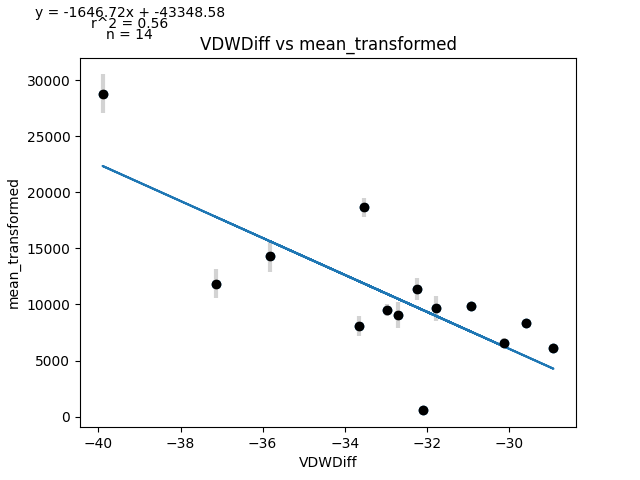 y = -1646.72x + -43348.58
r^2 = 0.56
n = 14
VDWDiff vs mean_transformed
30000
25000
20000
15000
10000
5000
0
mean_transformed
−40
−38
−36
−34
−32
−30
VDWDiff